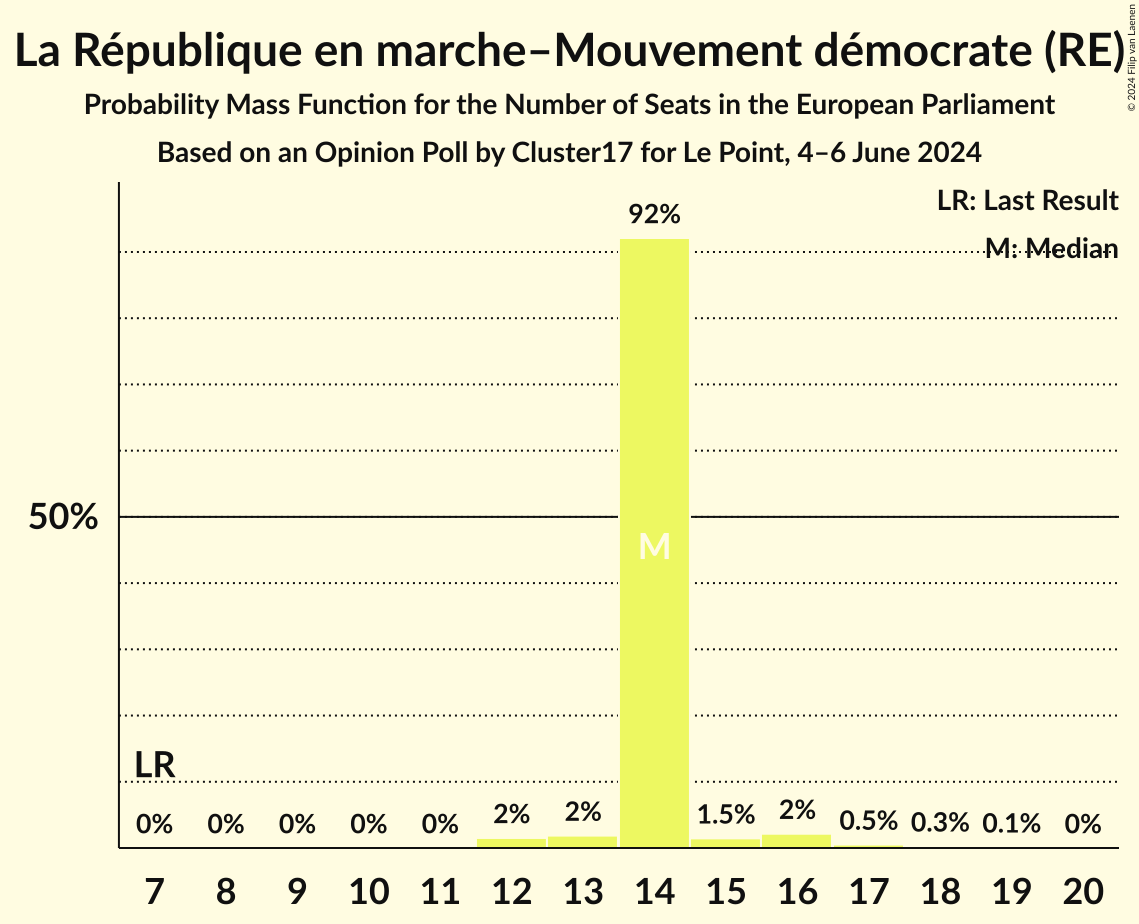 La République en marche–Mouvement démocrate (RE)
© 2024 Filip van Laenen
Probability Mass Function for the Number of Seats in the European Parliament
Based on an Opinion Poll by Cluster17 for Le Point, 4–6 June 2024
LR: Last Result
M: Median
92%
50%
M
LR
0% 0% 0% 0% 0% 2% 2% 1.5% 2% 0.5% 0.3% 0.1% 0%
7 8 9 10 11 12 13 14 15 16 17 18 19 20